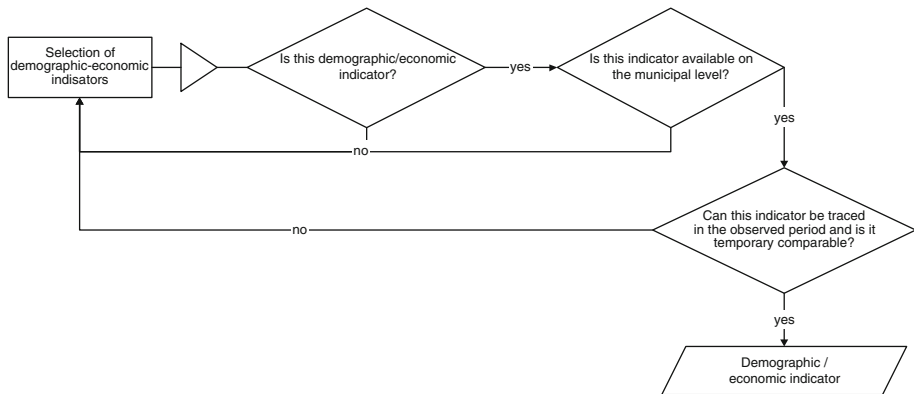 Selection of
demographic-economic
indisators
Is this demographic/economic
indicator?
yes
Is this indicator available on
the municipal level?
yes
no
Can this indicator be traced
in the observed period and is it
temporary comparable?
no
yes
Demographic /
economic indicator